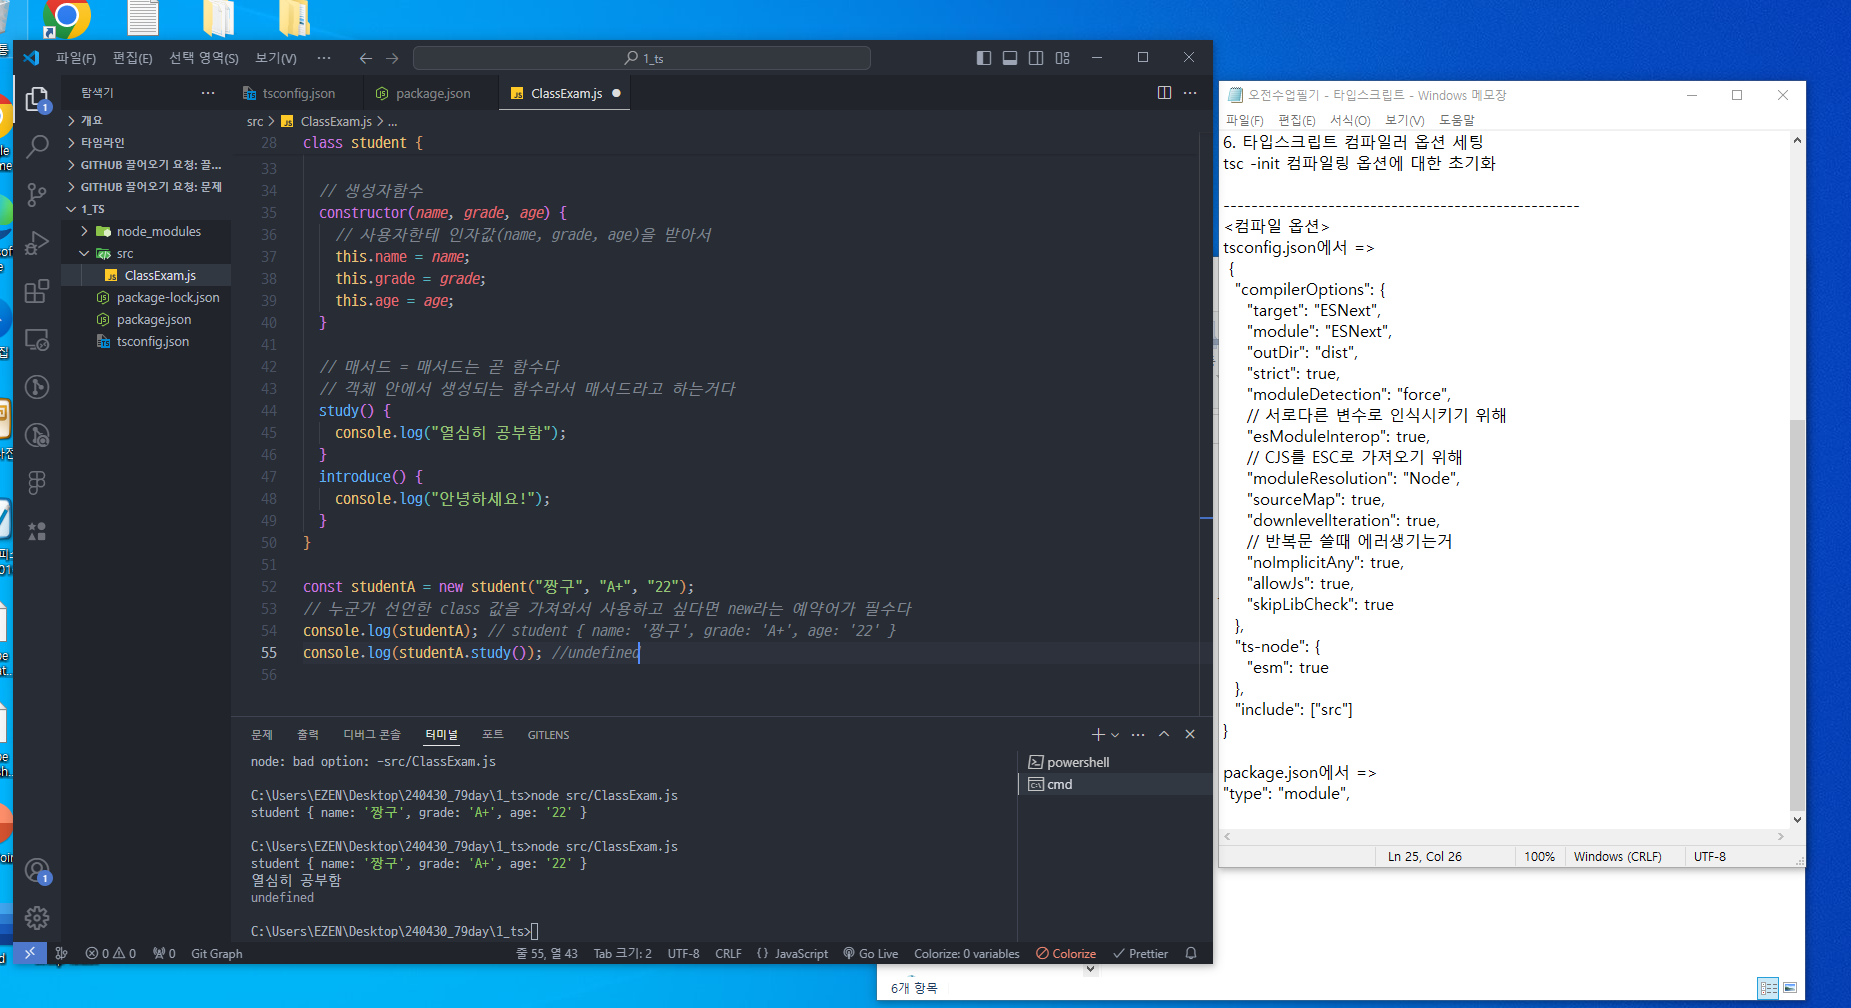 파일(F) 편집(E) 선택 영역(S) 보기(V) ···
1_ts
탐색기 ···
tsconfig.json
package.json
ClassExam.js
개요
타임라인
GITHUB 끌어오기 요청: 끌...
GITHUB 끌어오기 요청: 문제
1_TS
node_modules
src
ClassExam.js
package-lock.json
package.json
tsconfig.json
src > ClassExam.js > ...
28 class student {
33
34 // 생성자함수
35 constructor(name, grade, age) {
36 // 사용자한테 인자값(name, grade, age)을 받아서
37 this.name = name;
38 this.grade = grade;
39 this.age = age;
40 }
41
42 // 매서드 = 매서드는 곧 함수다
43 // 객체 안에서 생성되는 함수라서 매서드라고 하는거다
44 study() {
45 console.log("열심히 공부함");
46 }
47 introduce() {
48 console.log("안녕하세요!");
49 }
50 }
51
52 const studentA = new student("짱구", "A+", "22");
53 // 누군가 선언한 class 값을 가져와서 사용하고 싶다면 new라는 예약어가 필수다
54 console.log(studentA); // student { name: '짱구', grade: 'A+', age: '22' }
55 console.log(studentA.study()); //undefined
56
문제 출력 디버그 콘솔 터미널 포트 GITLENS
node: bad option: -src/ClassExam.js
C:\Users\EZEN\Desktop\240430_79day\1_ts>node src/ClassExam.js
student { name: '짱구', grade: 'A+', age: '22' }
C:\Users\EZEN\Desktop\240430_79day\1_ts>node src/ClassExam.js
student { name: '짱구', grade: 'A+', age: '22' }
열심히 공부함
undefined
C:\Users\EZEN\Desktop\240430_79day\1_ts>
powershell
cmd
0 0 0 Git Graph 줄 55, 열 43 Tab 크기: 2 UTF-8 CRLF {} JavaScript Go Live Colorize: 0 variables Colorize Prettier
오전수업필기 - 타입스크립트 - Windows 메모장
파일(F) 편집(E) 서식(O) 보기(V) 도움말
6. 타입스크립트 컴파일러 옵션 세팅
tsc -init 컴파일링 옵션에 대한 초기화
---------------------------------------------------
<컴파일 옵션>
tsconfig.json에서 =>
{
"compilerOptions": {
"target": "ESNext",
"module": "ESNext",
"outDir": "dist",
"strict": true,
"moduleDetection": "force",
// 서로다른 변수로 인식시키기 위해
"esModuleInterop": true,
// CJS를 ESC로 가져오기 위해
"moduleResolution": "Node",
"sourceMap": true,
"downlevelIteration": true,
// 반복문 쓸때 에러생기는거
"noImplicitAny": true,
"allowJs": true,
"skipLibCheck": true
},
"ts-node": {
"esm": true
},
"include": ["src"]
}
package.json에서 =>
"type": "module",
Ln 25, Col 26 100% Windows (CRLF) UTF-8
6개 항목